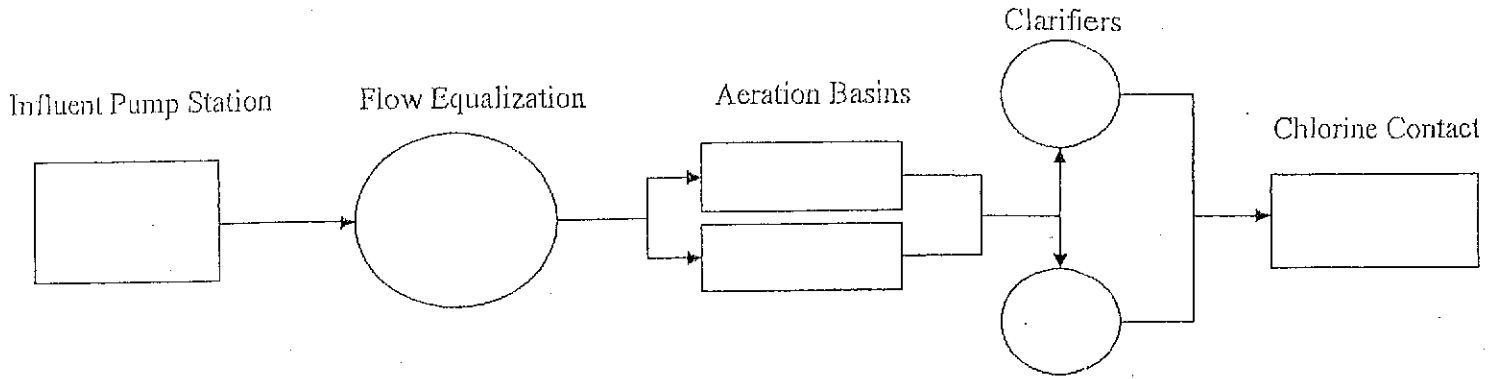 Influent Pump Station
Flow Equalization
Aeration Basins
Clarifiers
Chlorine Contact